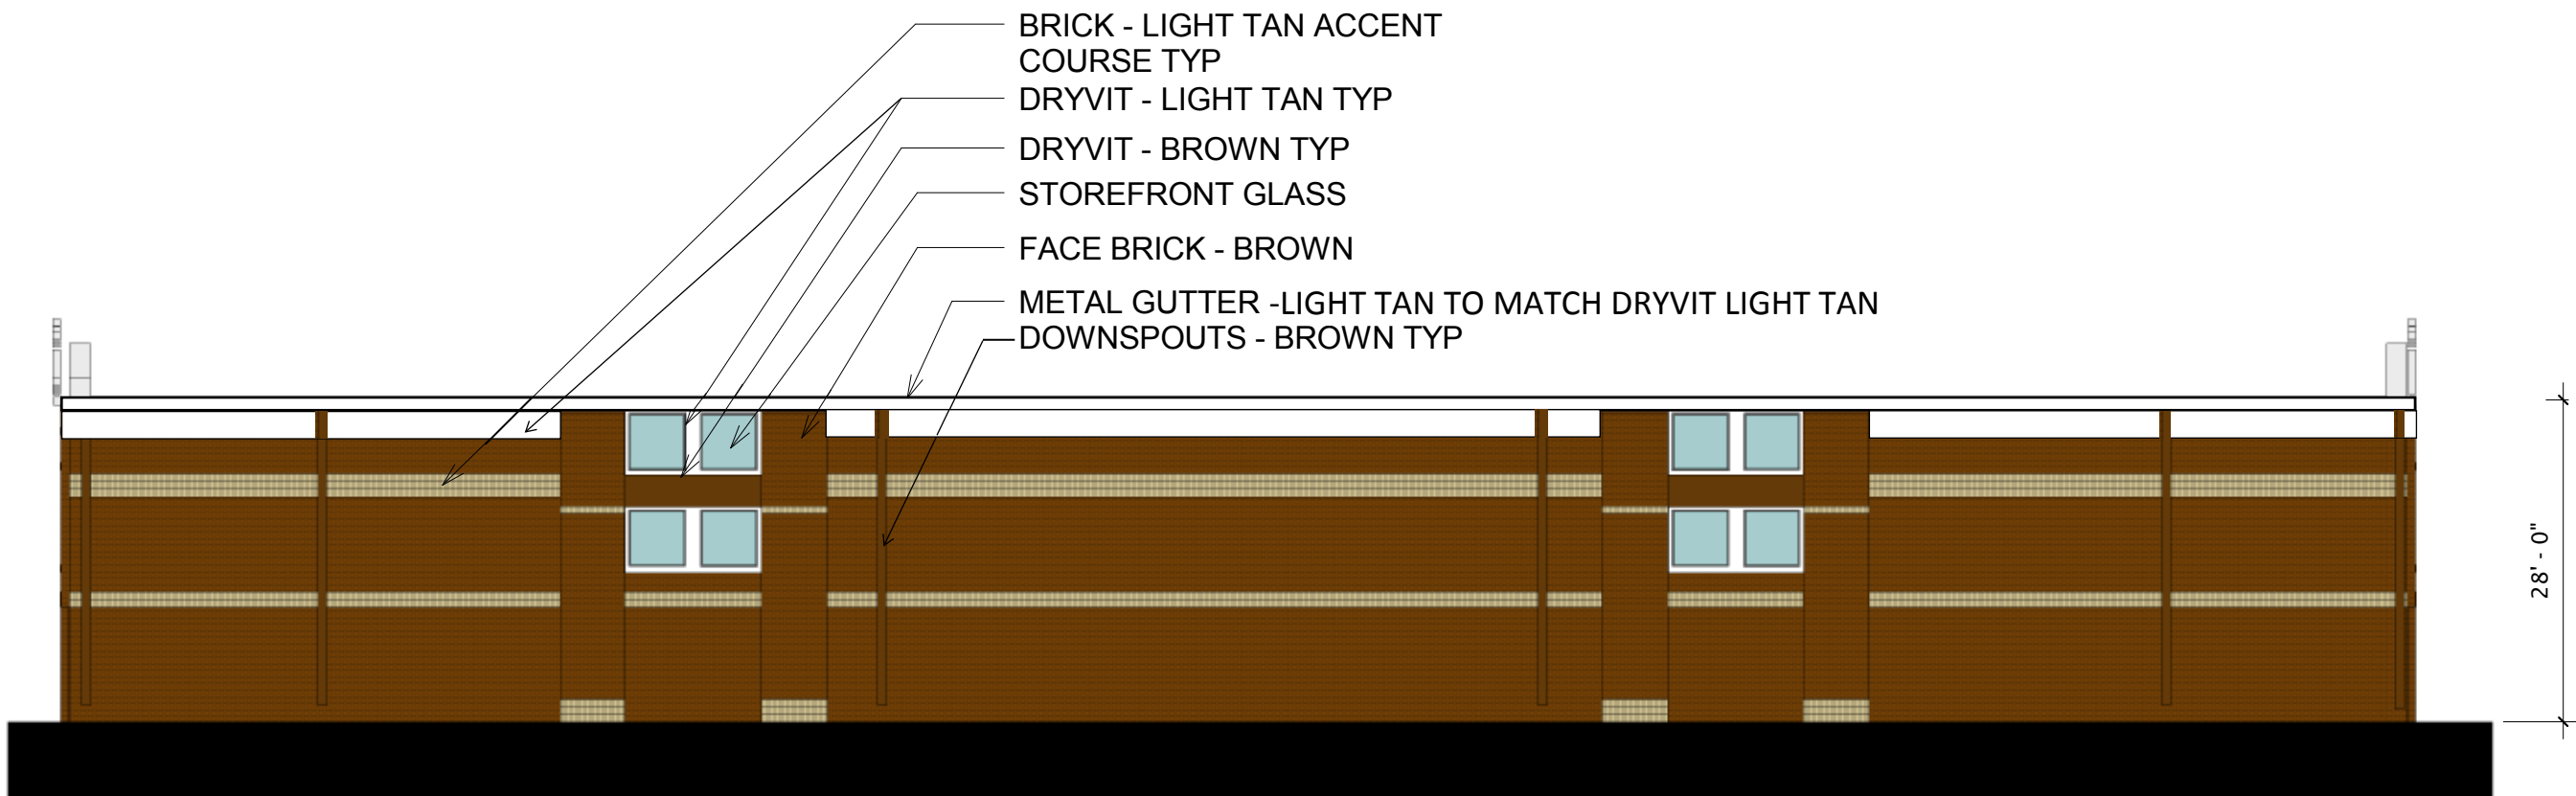 BRICK - LIGHT TAN ACCENT
COURSE TYP
DRYVIT - LIGHT TAN TYP
DRYVIT - BROWN TYP
STOREFRONT GLASS
FACE BRICK - BROWN
METAL GUTTER -LIGHT TAN TO MATCH DRYVIT LIGHT TAN
DOWNSPOUTS - BROWN TYP
28' - 0"